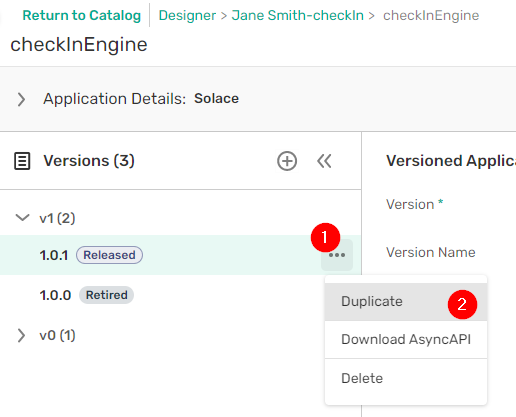 Return to Catalog | Designer > Jane Smith-checkIn > checkInEngine
checkInEngine
Application Details: Solace
Versions (3)
Versioned Applica
v1 (2)
Version *
1.0.1 Released
1
Version Name
1.0.0 Retired
Duplicate
2
v0 (1)
Download AsyncAPI
Delete